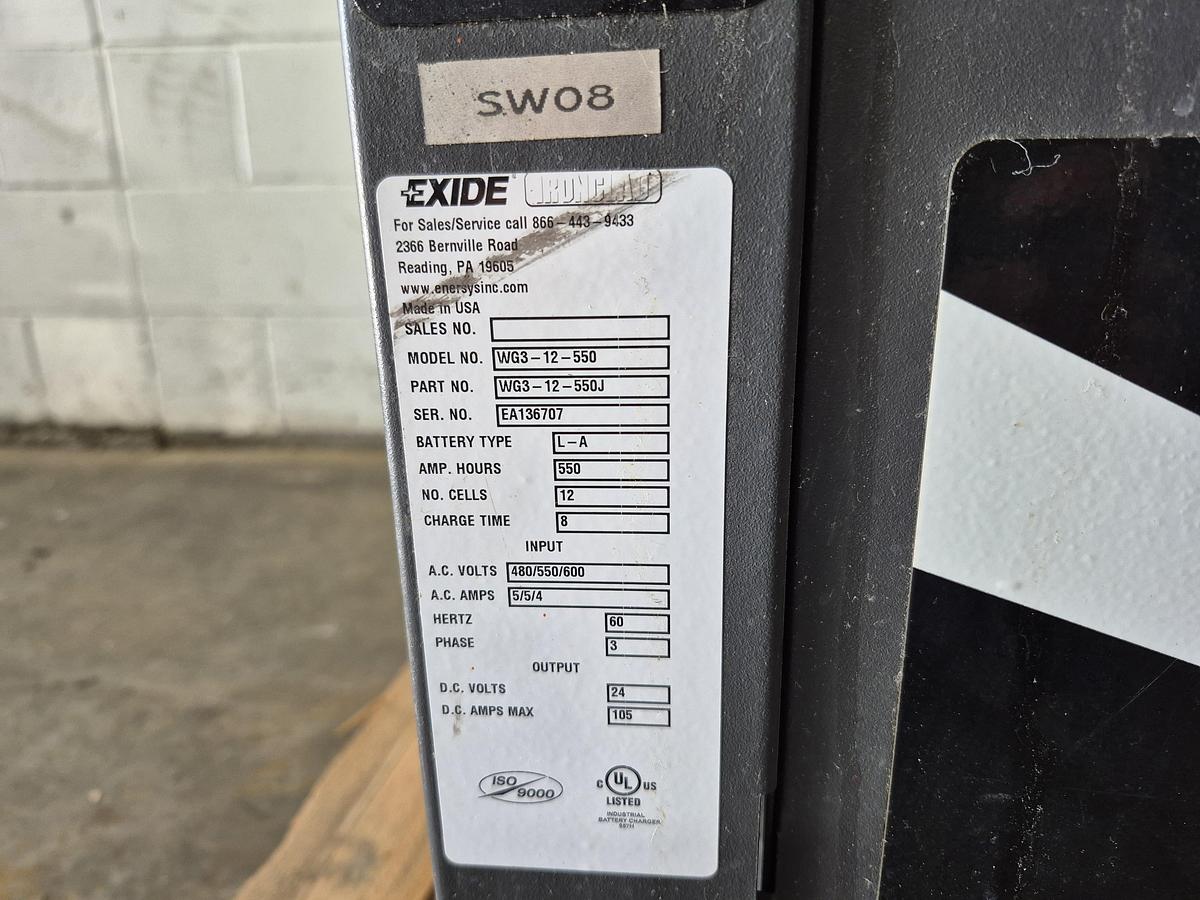 SW08
EXIDE IRONCLAD
For Sales/Service call 866-443-9433
2366 Bernville Road
Reading, PA 19605
www.enersysinc.com
Made in USA
SALES NO.
MODEL NO. WG3-12-550
PART NO. WG3-12-550J
SER. NO. EA136707
BATTERY TYPE L-A
AMP. HOURS 550
NO. CELLS 12
CHARGE TIME 8
INPUT
A.C. VOLTS 480/550/600
A.C. AMPS 5/5/4
HERTZ 60
PHASE 3
OUTPUT
D.C. VOLTS 24
D.C. AMPS MAX 105
ISO 9000
C UL US
LISTED
INDUSTRIAL
BATTERY CHARGER